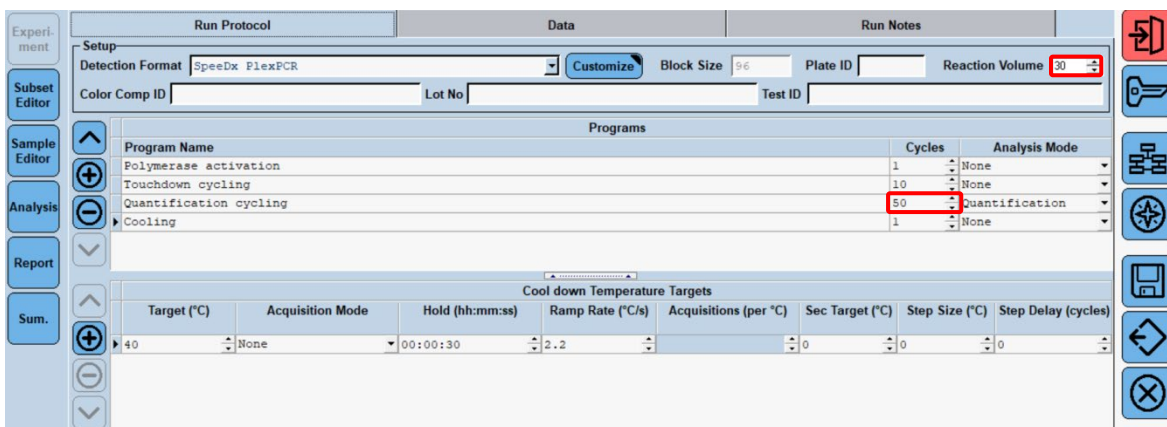 Experi-
ment
Subset
Editor
Sample
Editor
Analysis
Report
Sum.
Run Protocol Data Run Notes
Setup
Detection Format SpeeDx PlexPCR Customize Block Size 96 Plate ID Reaction Volume 30
Color Comp ID Lot No Test ID
Programs
Program Name Cycles Analysis Mode
Polymerase activation 1 None
Touchdown cycling 10 None
Quantification cycling 50 Quantification
Cooling 1 None
Cool down Temperature Targets
Target (°C) Acquisition Mode Hold (hh:mm:ss) Ramp Rate (°C/s) Acquisitions (per °C) Sec Target (°C) Step Size (°C) Step Delay (cycles)
40 None 00:00:30 2.2 0 0 0